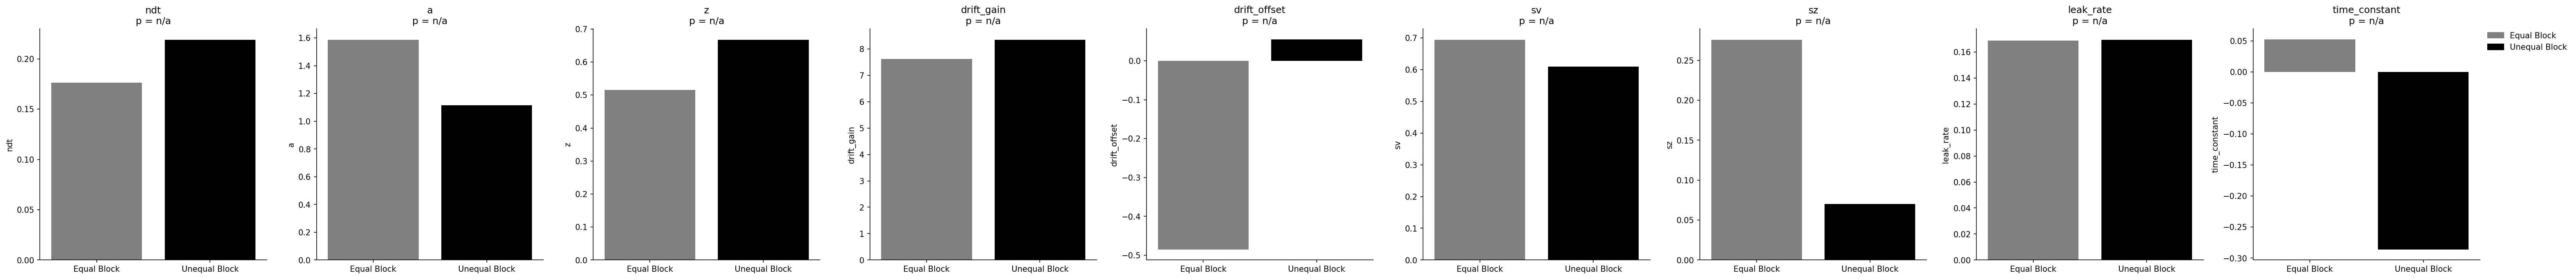 ndt
p = n/a
ndt
0.20
0.15
0.10
0.05
0.00
Equal Block
Unequal Block
a
p = n/a
a
1.6
1.4
1.2
1.0
0.8
0.6
0.4
0.2
0.0
Equal Block
Unequal Block
z
p = n/a
z
0.7
0.6
0.5
0.4
0.3
0.2
0.1
0.0
Equal Block
Unequal Block
drift_gain
p = n/a
drift_gain
8
7
6
5
4
3
2
1
0
Equal Block
Unequal Block
drift_offset
p = n/a
drift_offset
0.0
−0.1
−0.2
−0.3
−0.4
−0.5
Equal Block
Unequal Block
sv
p = n/a
sv
0.7
0.6
0.5
0.4
0.3
0.2
0.1
0.0
Equal Block
Unequal Block
sz
p = n/a
sz
0.25
0.20
0.15
0.10
0.05
0.00
Equal Block
Unequal Block
leak_rate
p = n/a
leak_rate
0.16
0.14
0.12
0.10
0.08
0.06
0.04
0.02
0.00
Equal Block
Unequal Block
time_constant
p = n/a
time_constant
0.05
0.00
−0.05
−0.10
−0.15
−0.20
−0.25
−0.30
Equal Block
Unequal Block
Equal Block
Unequal Block